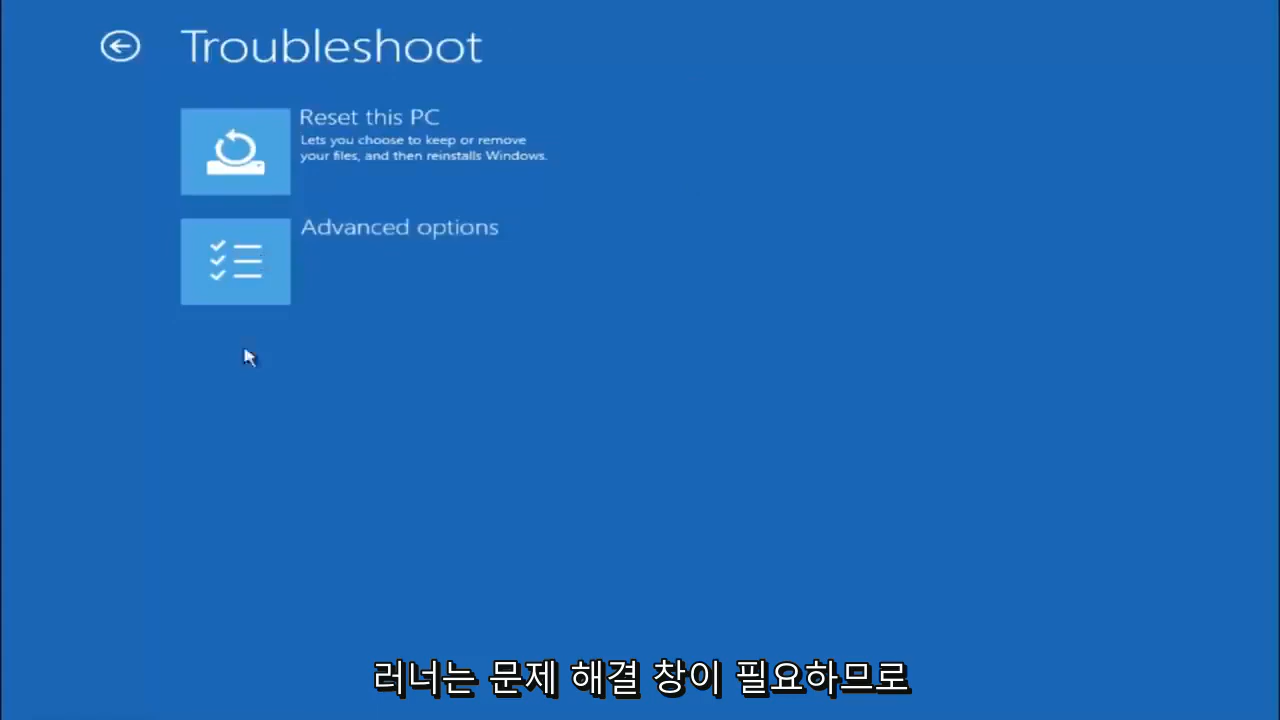 Troubleshoot
Reset this PC
Lets you choose to keep or remove
your files, and then reinstalls Windows.
Advanced options
러너는 문제 해결 창이 필요하므로